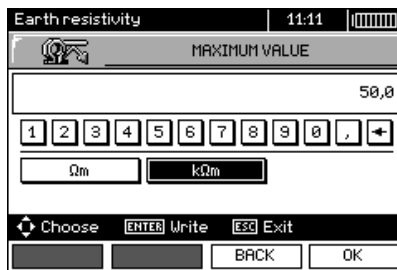 Earth resistivity 11:11
MAXIMUM VALUE
50,0
1 2 3 4 5 6 7 8 9 0 ,
Ωm kΩm
Choose ENTER Write ESC Exit
BACK OK